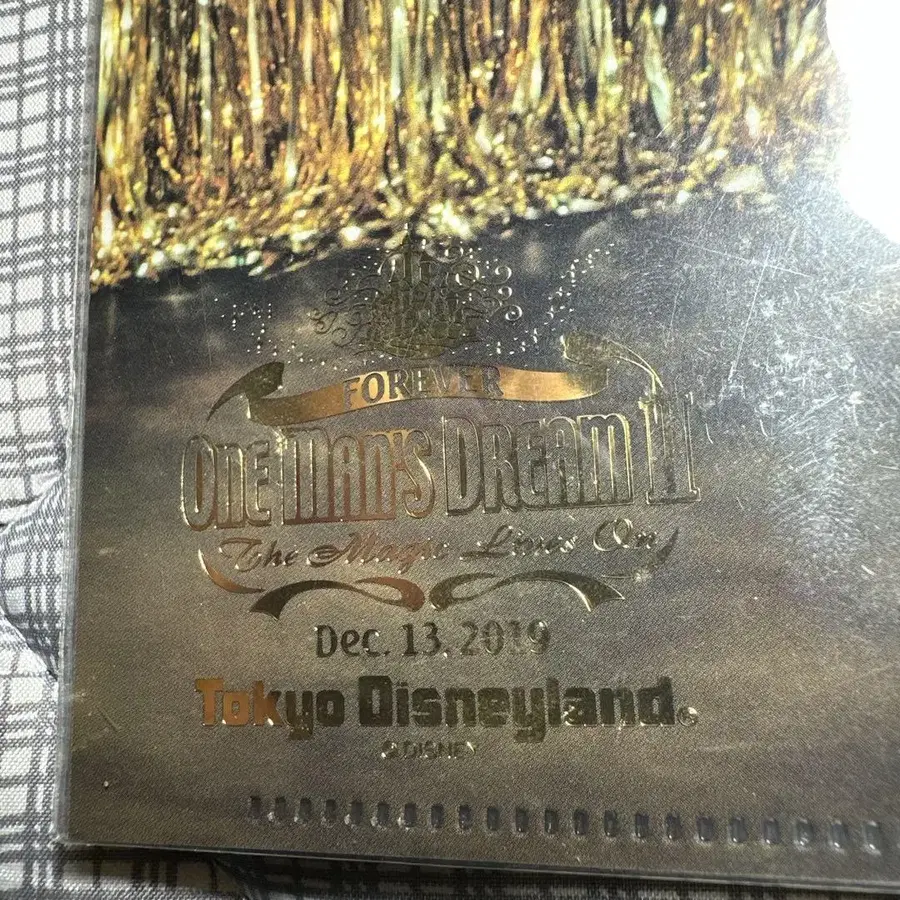 FOREVER
ONE MAN'S DREAM II
The Magic Lives On
Dec. 13. 2019
Tokyo Disneyland®
© DISNEY